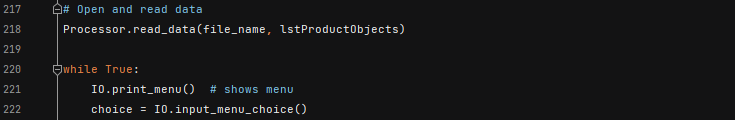 217 # Open and read data
218 Processor.read_data(file_name, lstProductObjects)
219
220 while True:
221     IO.print_menu()  # shows menu
222     choice = IO.input_menu_choice()